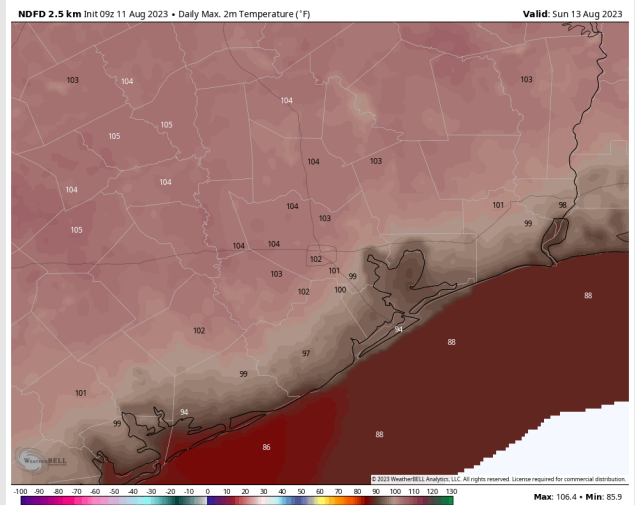 NDFD 2.5 km Init 09z 11 Aug 2023 • Daily Max. 2m Temperature (°F) Valid: Sun 13 Aug 2023
103 104 104 103
105
105
104 103
104 104
104
105 103 101 98
99
104 104
102
103 101 99
102 100
88
102 94
88
97
99
101
94
99
88
86
WeatherBELL
© 2023 WeatherBELL Analytics, LLC. All rights reserved. License required for commercial distribution.
-100 -90 -80 -70 -60 -50 -40 -30 -20 -10 0 10 20 30 40 50 60 70 80 90 100 110 120 130
Max: 106.4 • Min: 85.9